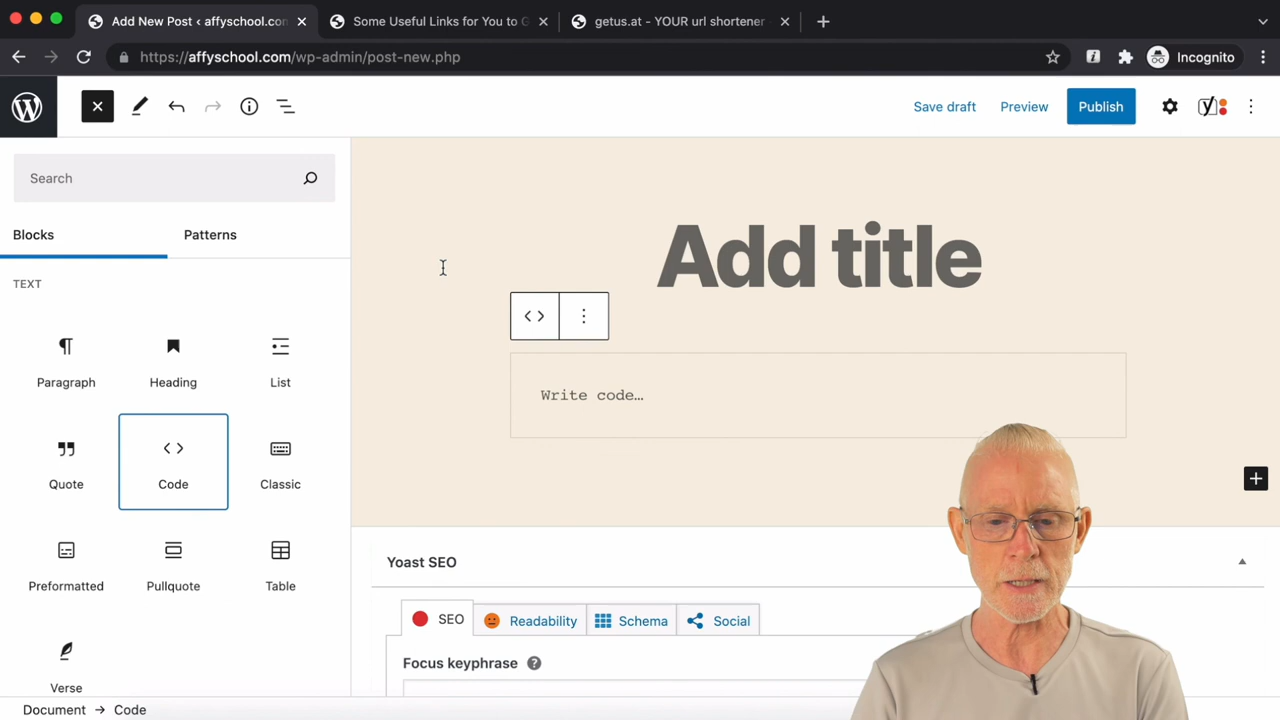 Add New Post ‹ affyschool.con
Some Useful Links for You to G
getus.at - YOUR url shortener
https://affyschool.com/wp-admin/post-new.php
Incognito
Save draft
Preview
Publish
Search
Blocks
Patterns
TEXT
Paragraph
Heading
List
Quote
Code
Classic
Preformatted
Pullquote
Table
Verse
Add title
Write code…
Yoast SEO
SEO
Readability
Schema
Social
Focus keyphrase
Document → Code